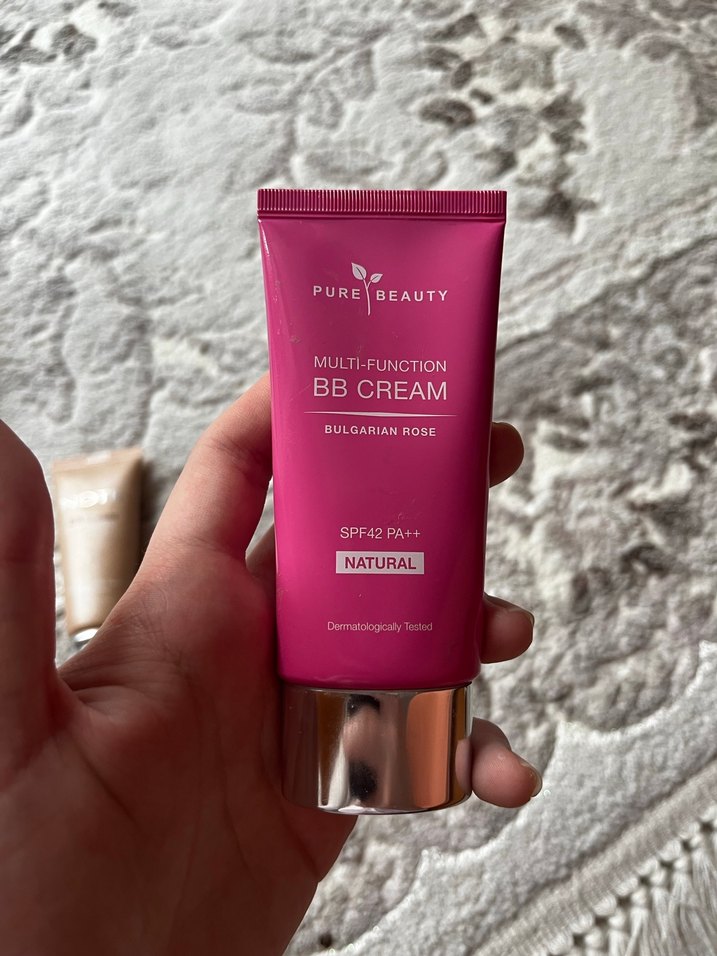 PURE BEAUTY
MULTI-FUNCTION
BB CREAM
BULGARIAN ROSE
SPF42 PA++
NATURAL
Dermatologically Tested